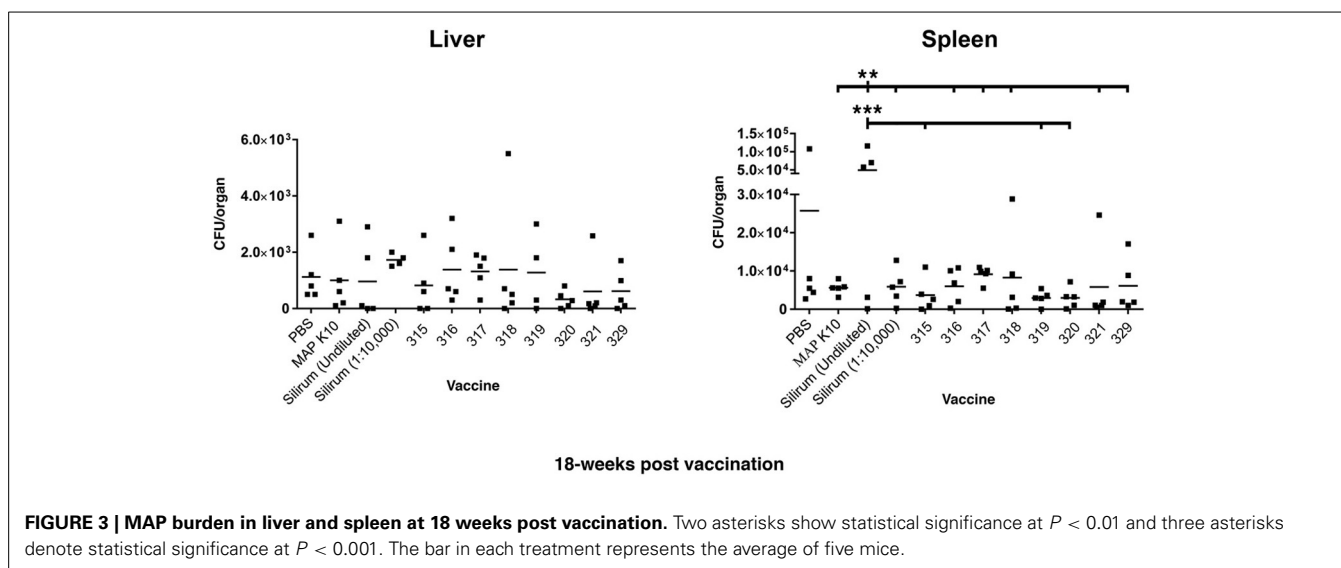 Liver
6.0×10³
4.0×10³
2.0×10³
0
CFU/organ
PBS
MAP K10
Silirum (Undiluted)
Silirum (1:10,000)
315
316
317
318
319
320
321
329
Vaccine
Spleen
**
***
1.5×10⁵
1.0×10⁵
5.0×10⁴
3.0×10⁴
2.0×10⁴
1.0×10⁴
0
CFU/organ
PBS
MAP K10
Silirum (Undiluted)
Silirum (1:10,000)
315
316
317
318
319
320
321
329
Vaccine
18-weeks post vaccination
FIGURE 3 | MAP burden in liver and spleen at 18 weeks post vaccination. Two asterisks show statistical significance at P < 0.01 and three asterisks
denote statistical significance at P < 0.001. The bar in each treatment represents the average of five mice.